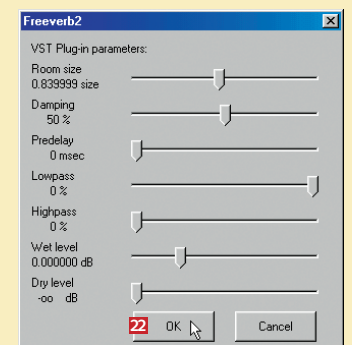 Freeverb2
VST Plug-in parameters:
Room size
0.839999 size
Damping
50 %
Predelay
0 msec
Lowpass
0 %
Highpass
0 %
Wet level
0.000000 dB
Dry level
-oo dB
22 OK Cancel